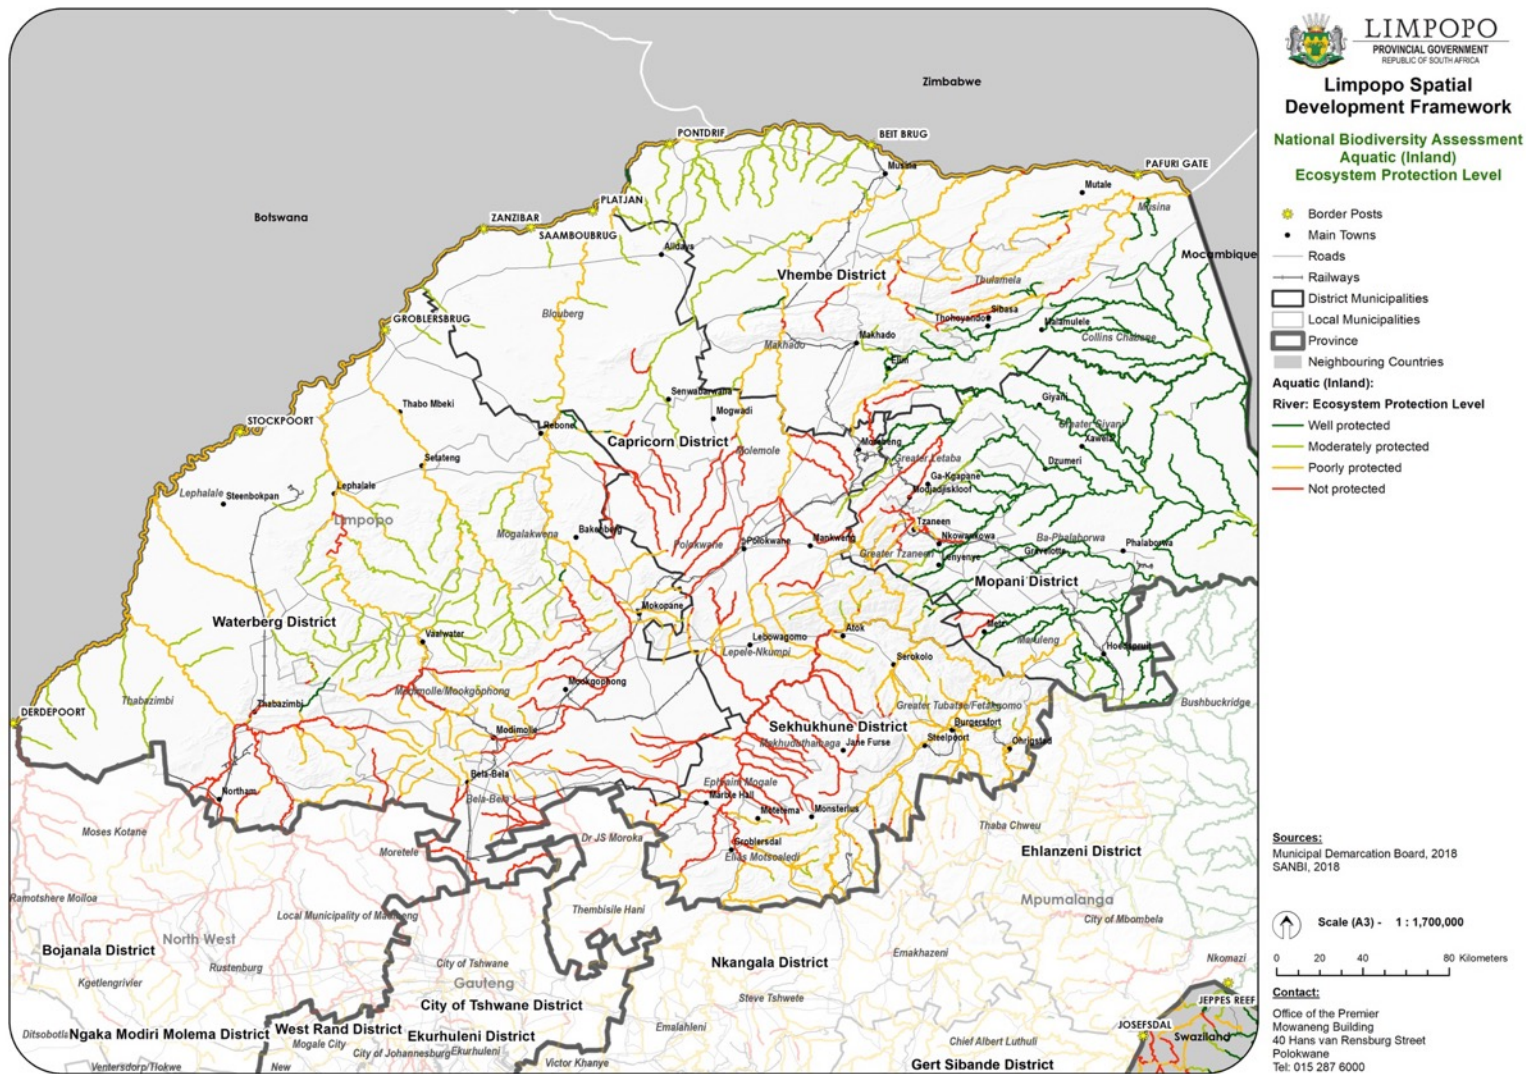 LIMPOPO
PROVINCIAL GOVERNMENT
REPUBLIC OF SOUTH AFRICA
Limpopo Spatial
Development Framework
National Biodiversity Assessment
Aquatic (Inland)
Ecosystem Protection Level
Border Posts
Main Towns
Roads
Railways
District Municipalities
Local Municipalities
Province
Neighbouring Countries
Aquatic (Inland):
River: Ecosystem Protection Level
Well protected
Moderately protected
Poorly protected
Not protected
Sources:
Municipal Demarcation Board, 2018
SANBI, 2018
Scale (A3) - 1 : 1,700,000
0 20 40 80 Kilometers
Contact:
Office of the Premier
Mowaneng Building
40 Hans van Rensburg Street
Polokwane
Tel: 015 287 6000
Zimbabwe
PONTDRIF
BEIT BRUG
Musina
PAFURI GATE
Mutale
Musina
PLATJAN
Botswana
ZANZIBAR
SAAMBOUBRUG
Alldays
Mocambique
Vhembe District
Thulamela
Blouberg
GROBLERSBRUG
Sibasa
Thohoyandou
Malamulele
Collins Chabane
Makhado
Makhado
Elim
Senwabarwana
Giyani
Thabo Mbeki
Mogwadi
STOCKPOORT
Rebone
Greater Giyani
Capricorn District
Morebeng
Xawela
Molemole
Greater Letaba
Setateng
Dzumeri
Ga-Kgapane
Lephalale
Modjadjiskloof
Lephalale
Steenbokpan
Limpopo
Tzaneen
Mogalakwena
Bakenberg
Polokwane
Polokwane
Mankweng
Nkowankowa
Ba-Phalaborwa
Phalaborwa
Greater Tzaneen
Gravelotte
Lenyenye
Mopani District
Mokopane
Waterberg District
Vaalwater
Atok
Metz
Lebowagomo
Maruleng
Lepele-Nkumpi
Hoedspruit
Serokolo
Mookgophong
Modimolle/Mookgophong
Thabazimbi
Thabazimbi
Greater Tubatse/Fetakgomo
Bushbuckridge
DERDEPOORT
Sekhukhune District
Burgersfort
Modimolle
Steelpoort
Makhuduthamaga
Jane Furse
Ohrigstad
Bela-Bela
Ephraim Mogale
Northam
Bela-Bela
Marble Hall
Motetema
Monsterlus
Moses Kotane
Dr JS Moroka
Thaba Chweu
Groblersdal
Moretele
Elias Motsoaledi
Ehlanzeni District
Ramotshere Moiloa
Thembisile Hani
Mpumalanga
Local Municipality of Madibeng
City of Mbombela
North West
Bojanala District
Emakhazeni
Nkomazi
Rustenburg
City of Tshwane
Nkangala District
Kgetlengrivier
Gauteng
Steve Tshwete
JEPPES REEF
City of Tshwane District
Ditsobotla
Ngaka Modiri Molema District
West Rand District
Emalahleni
JOSEFSDAL
Ekurhuleni District
Swaziland
Mogale City
Chief Albert Luthuli
City of Johannesburg
Ekurhuleni
Ventersdorp/Tlokwe
New
Victor Khanye
Gert Sibande District